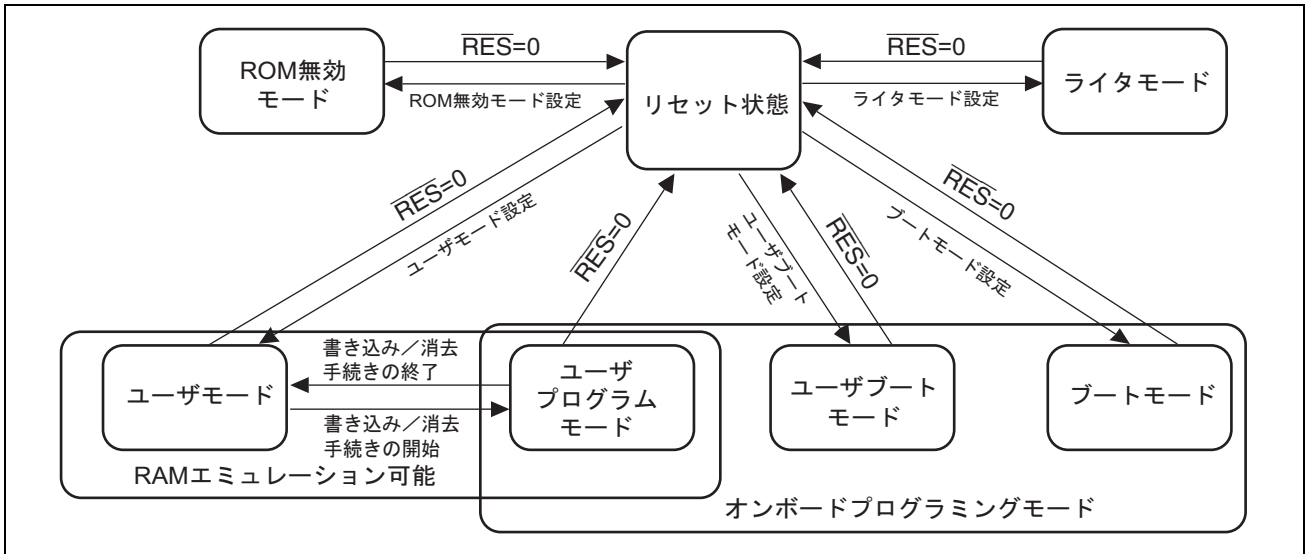 ROM無効
モード
RES=0
ROM無効モード設定
リセット状態
RES=0
ライタモード設定
ライタモード
RES=0
ユーザモード設定
RES=0
ユーザブート
モード設定
RES=0
ブートモード設定
RES=0
ユーザモード
書き込み／消去
手続きの終了
書き込み／消去
手続きの開始
ユーザ
プログラム
モード
ユーザブート
モード
ブートモード
RAMエミュレーション可能
オンボードプログラミングモード